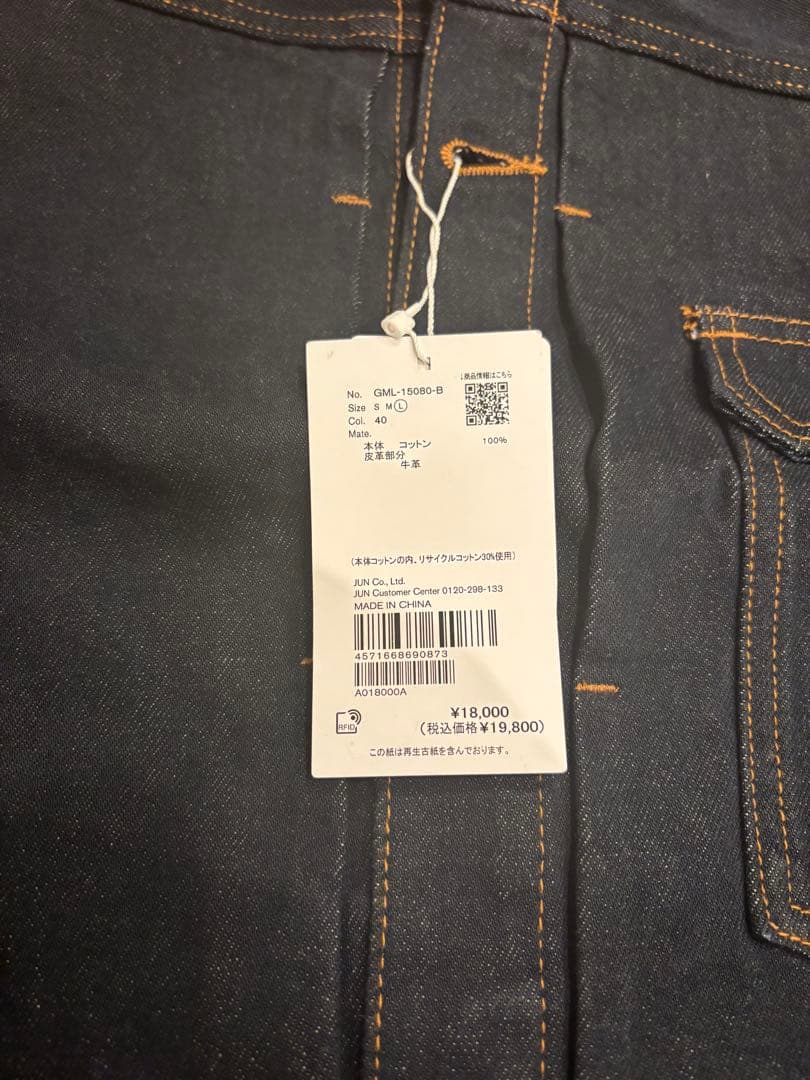 ↓商品情報はこちら
No. GML-15080-B
Size S M L
Col. 40
Mate.
本体 コットン 100%
皮革部分
牛革
(本体コットンの内、リサイクルコットン30%使用)
JUN Co., Ltd.
JUN Customer Center 0120-298-133
MADE IN CHINA
4571668690873
A018000A
RFID
¥18,000
(税込価格¥19,800)
この紙は再生古紙を含んでおります。